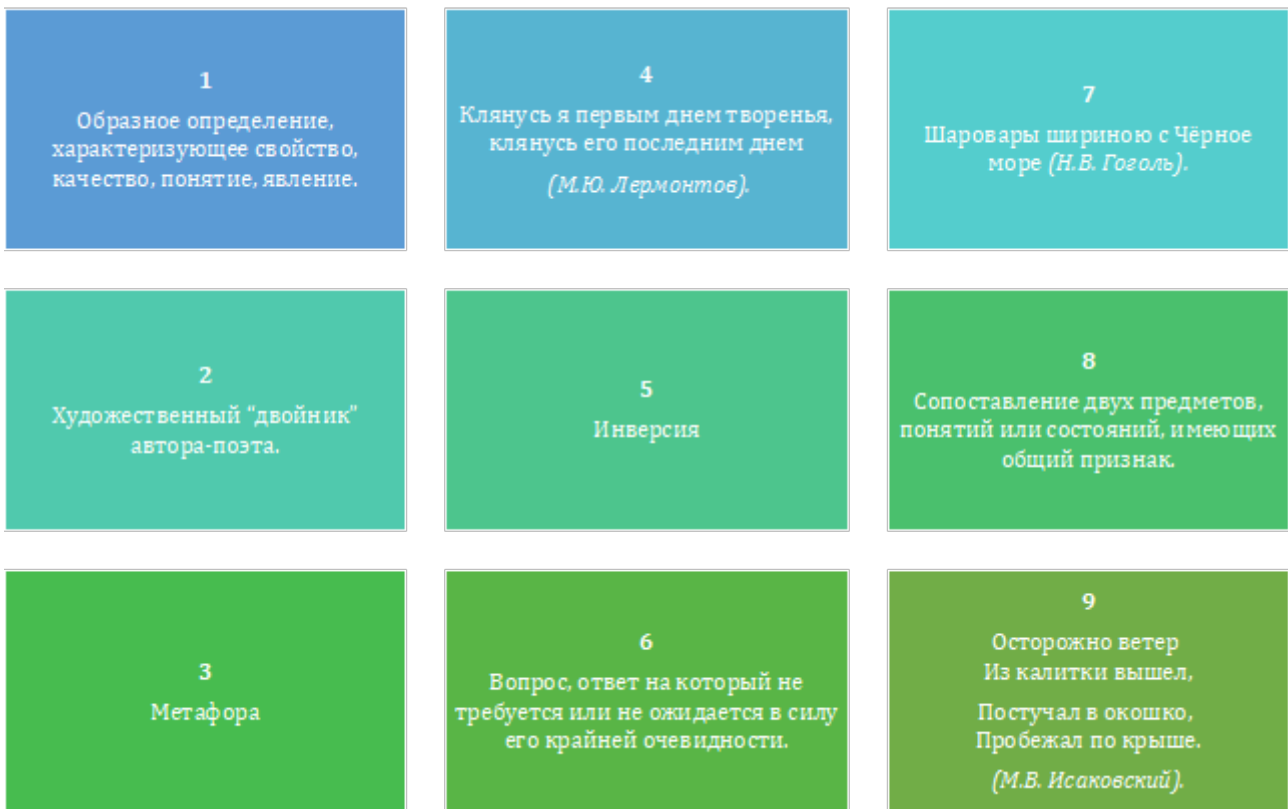 1
Образное определение,
характеризующее свойство,
качество, понятие, явление.
4
Клянусь я первым днем творенья,
клянусь его последним днем
(М.Ю. Лермонтов).
7
Шаровары шириною с Чёрное
море (Н.В. Гоголь).
2
Художественный “двойник”
автора-поэта.
5
Инверсия
8
Сопоставление двух предметов,
понятий или состояний, имеющих
общий признак.
3
Метафора
6
Вопрос, ответ на который не
требуется или не ожидается в силу
его крайней очевидности.
9
Осторожно ветер
Из калитки вышел,
Постучал в окошко,
Пробежал по крыше.
(М.В. Исаковский).